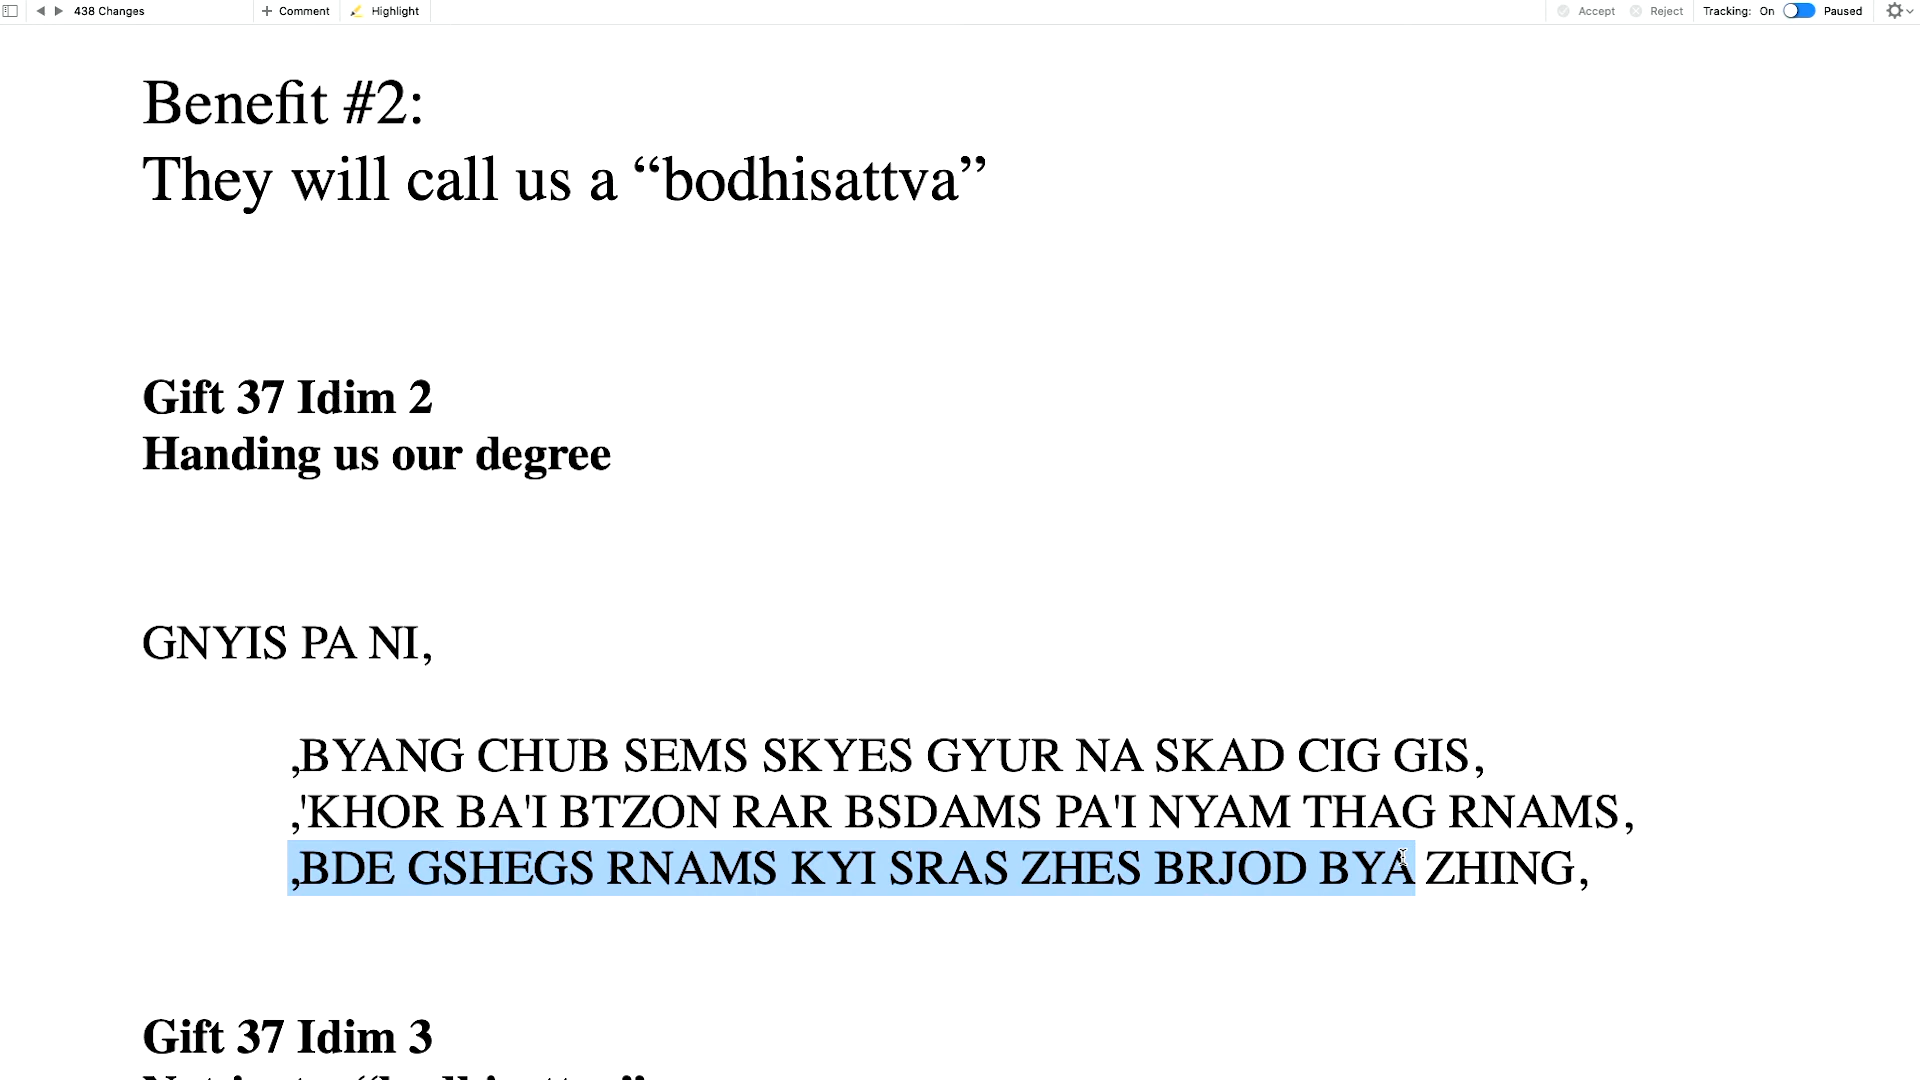 438 Changes
Comment
Highlight
Accept
Reject
Tracking: On
Paused
Benefit #2:
They will call us a “bodhisattva”
Gift 37 Idim 2
Handing us our degree
GNYIS PA NI,
,BYANG CHUB SEMS SKYES GYUR NA SKAD CIG GIS,
,'KHOR BA'I BTZON RAR BSDAMS PA'I NYAM THAG RNAMS,
,BDE GSHEGS RNAMS KYI SRAS ZHES BRJOD BYA ZHING,
Gift 37 Idim 3